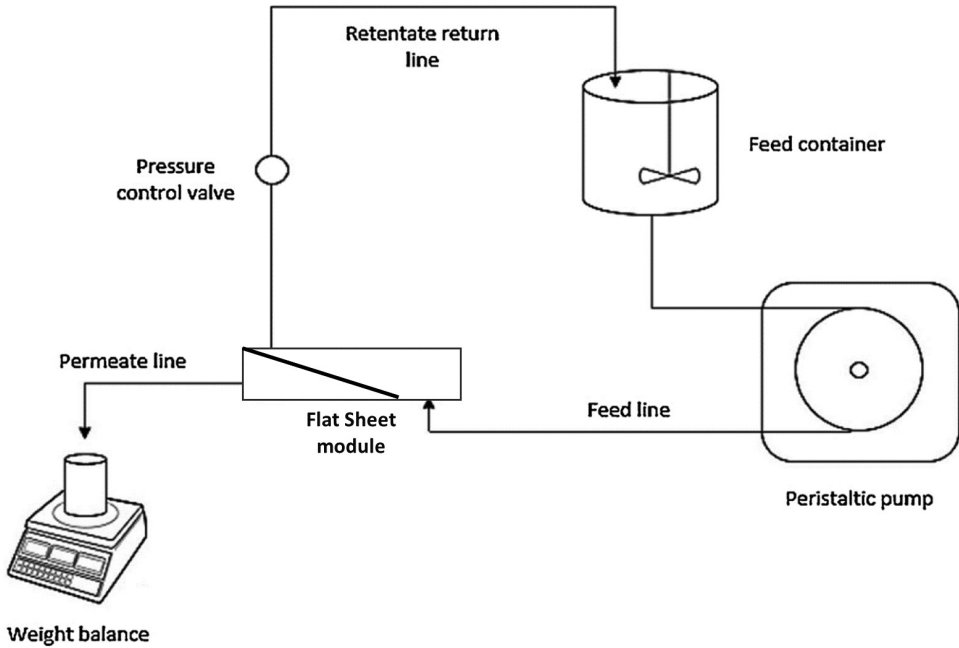 Retentate return
line
Feed container
Pressure
control valve
Permeate line
Flat Sheet
module
Feed line
Peristaltic pump
Weight balance